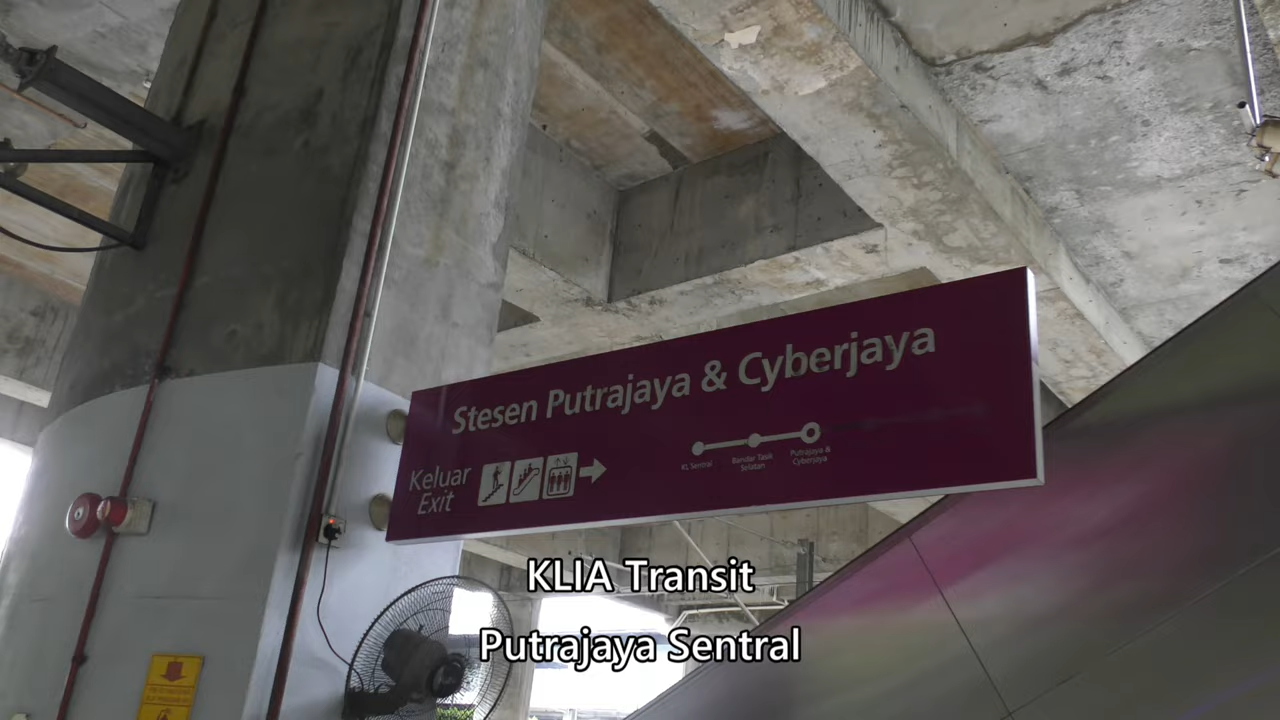 Stesen Putrajaya & Cyberjaya
Keluar
Exit
KL Sentral
Bandar Tasik
Selatan
Putrajaya &
Cyberjaya
KLIA Transit
Putrajaya Sentral